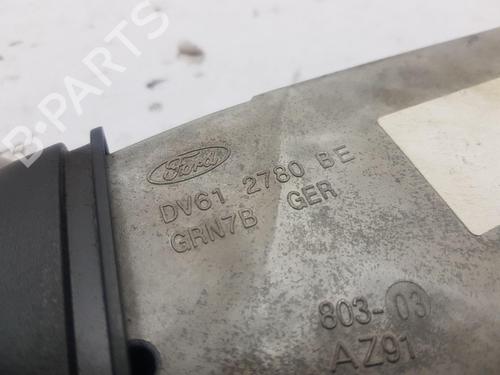 B-PARTS
Ford
DV61 2780 BE
GRN7B GER
803-03
AZ91